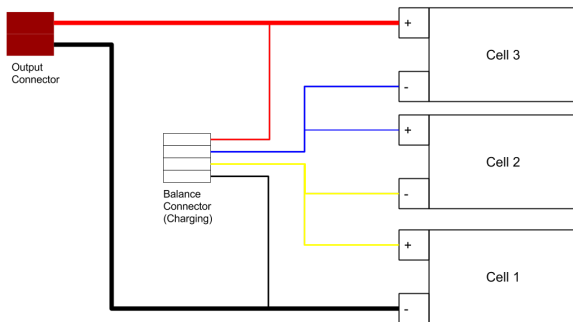 +
Cell 3
Output
Connector
-
+
Cell 2
-
Balance
Connector
(Charging)
+
Cell 1
-